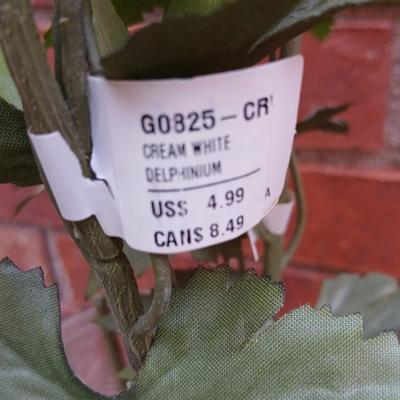 G0825-CR'
CREAM WHITE
DELPHINIUM
US$ 4.99 A
CAN$ 8.49